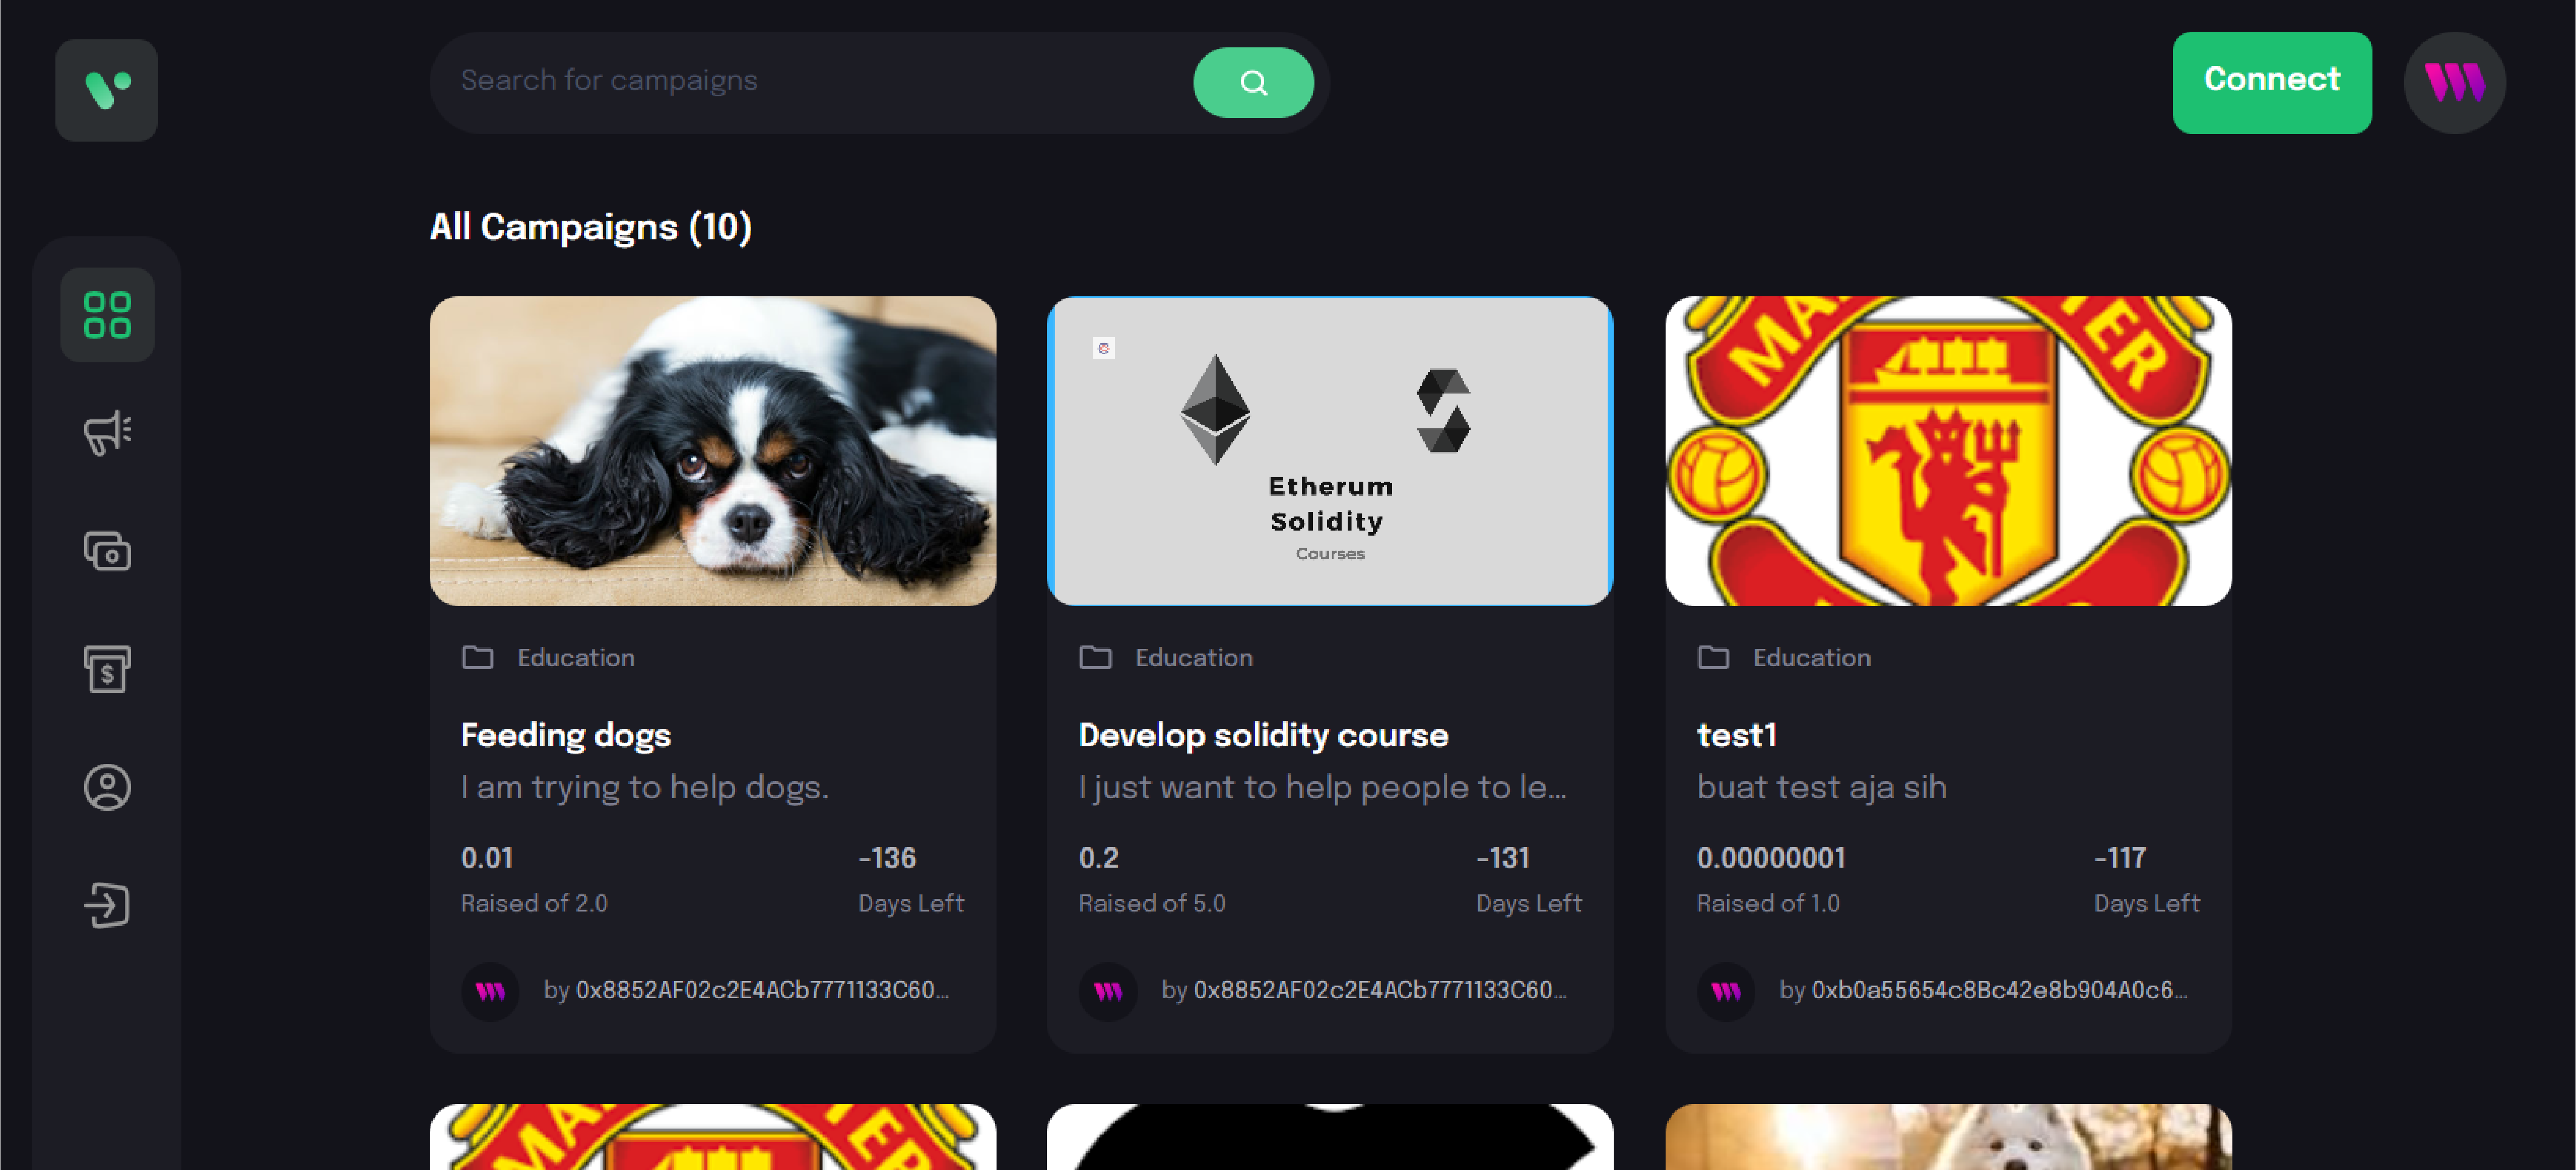 Search for campaigns
Connect
All Campaigns (10)
Etherum
Solidity
Courses
MA
TER
Education
Feeding dogs
I am trying to help dogs.
0.01
-136
Raised of 2.0
Days Left
by 0x8852AF02c2E4ACb7771133C60...
Education
Develop solidity course
I just want to help people to le...
0.2
-131
Raised of 5.0
Days Left
by 0x8852AF02c2E4ACb7771133C60...
Education
test1
buat test aja sih
0.00000001
-117
Raised of 1.0
Days Left
by 0xb0a55654c8Bc42e8b904A0c6...
MA
TER